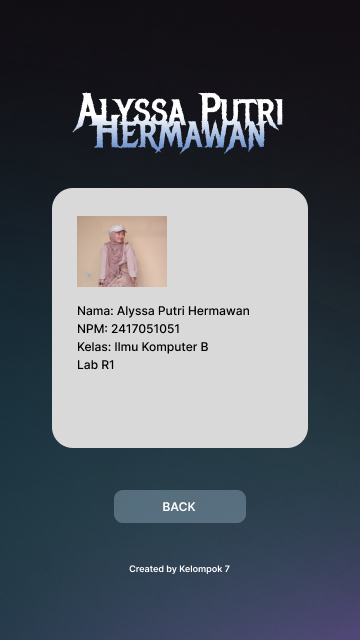 ALYSSA PUTRI
HERMAWAN
Nama: Alyssa Putri Hermawan
NPM: 2417051051
Kelas: Ilmu Komputer B
Lab R1
BACK
Created by Kelompok 7